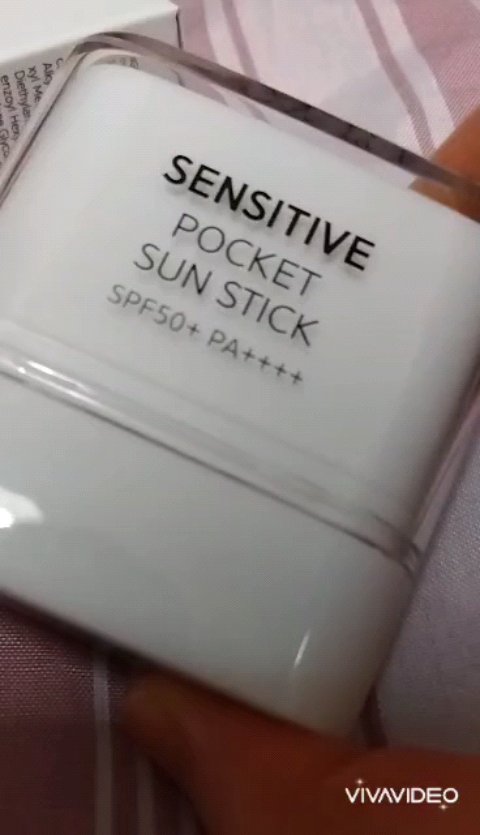 SENSITIVE
POCKET
SUN STICK
SPF50+ PA++++
VIVAVIDEO